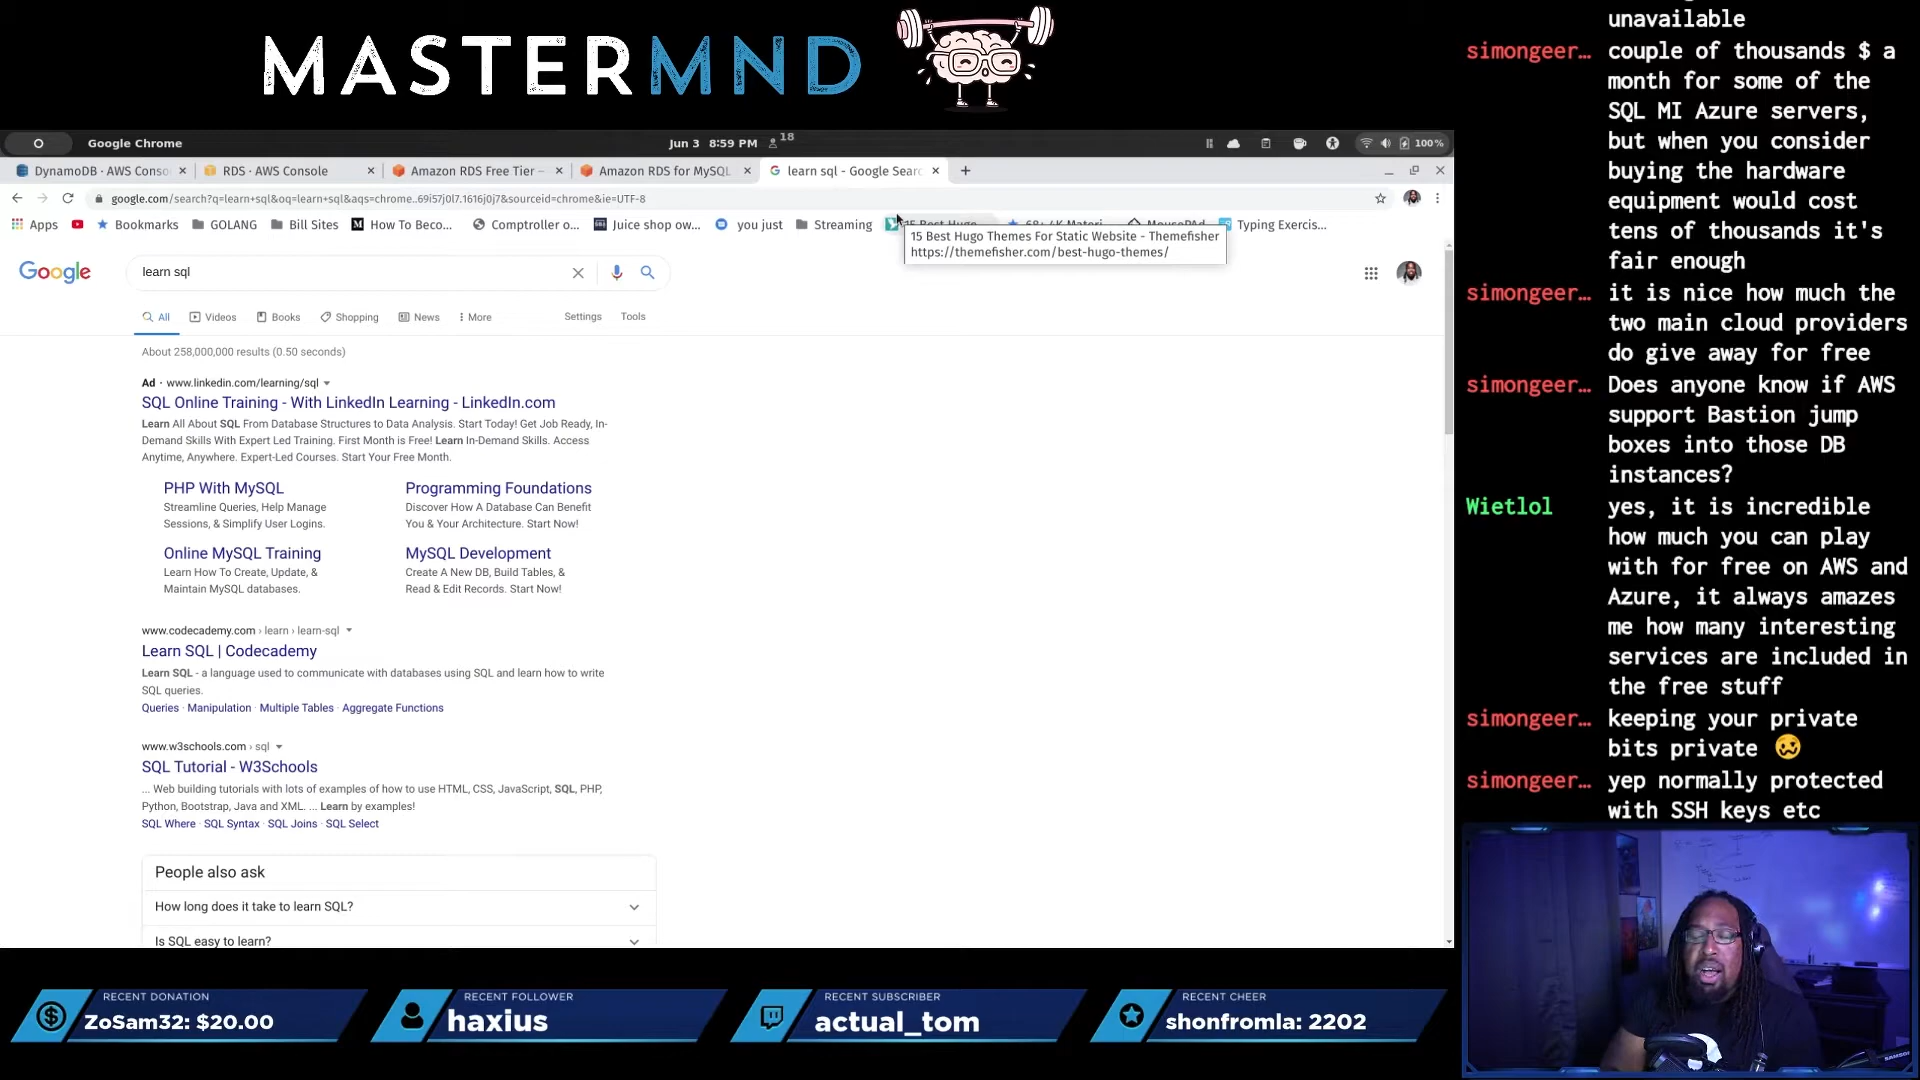 MASTERMND
Google Chrome
Jun 3 8:59 PM
18
100%
DynamoDB · AWS Conso
RDS · AWS Console
Amazon RDS Free Tier –
Amazon RDS for MySQL
learn sql - Google Searc
google.com/search?q=learn+sql&oq=learn+sql&aqs=chrome..69i57j0l7.1616j0j7&sourceid=chrome&ie=UTF-8
Apps
Bookmarks
GOLANG
Bill Sites
How To Beco...
Comptroller o...
Juice shop ow...
you just
Streaming
15 Best Hugo
MousePAd
Typing Exercis...
15 Best Hugo Themes For Static Website - Themefisher
https://themefisher.com/best-hugo-themes/
Google
learn sql
All
Videos
Books
Shopping
News
More
Settings
Tools
About 258,000,000 results (0.50 seconds)
Ad · www.linkedin.com/learning/sql
SQL Online Training - With LinkedIn Learning - LinkedIn.com
Learn All About SQL From Database Structures to Data Analysis. Start Today! Get Job Ready, In-
Demand Skills With Expert Led Training. First Month is Free! Learn In-Demand Skills. Access
Anytime, Anywhere. Expert-Led Courses. Start Your Free Month.
PHP With MySQL
Streamline Queries, Help Manage
Sessions, & Simplify User Logins.
Programming Foundations
Discover How A Database Can Benefit
You & Your Architecture. Start Now!
Online MySQL Training
Learn How To Create, Update, &
Maintain MySQL databases.
MySQL Development
Create A New DB, Build Tables, &
Read & Edit Records. Start Now!
www.codecademy.com › learn › learn-sql
Learn SQL | Codecademy
Learn SQL - a language used to communicate with databases using SQL and learn how to write
SQL queries.
Queries · Manipulation · Multiple Tables · Aggregate Functions
www.w3schools.com › sql
SQL Tutorial - W3Schools
... Web building tutorials with lots of examples of how to use HTML, CSS, JavaScript, SQL, PHP,
Python, Bootstrap, Java and XML. ... Learn by examples!
SQL Where · SQL Syntax · SQL Joins · SQL Select
People also ask
How long does it take to learn SQL?
Is SQL easy to learn?
unavailable
simongeer… couple of thousands $ a
month for some of the
SQL MI Azure servers,
but when you consider
buying the hardware
equipment would cost
tens of thousands it's
fair enough
simongeer… it is nice how much the
two main cloud providers
do give away for free
simongeer… Does anyone know if AWS
support Bastion jump
boxes into those DB
instances?
Wietlol yes, it is incredible
how much you can play
with for free on AWS and
Azure, it always amazes
me how many interesting
services are included in
the free stuff
simongeer… keeping your private
bits private 🥴
simongeer… yep normally protected
with SSH keys etc
RECENT DONATION
ZoSam32: $20.00
RECENT FOLLOWER
haxius
RECENT SUBSCRIBER
actual_tom
RECENT CHEER
shonfromla: 2202